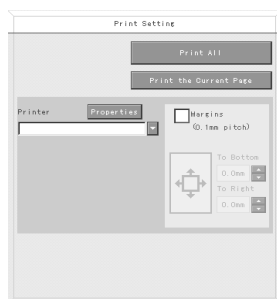 Print Setting
Print All
Print the Current Page
Printer
Properties
Margins
(0.1mm pitch)
To Bottom
0.0mm
To Right
0.0mm